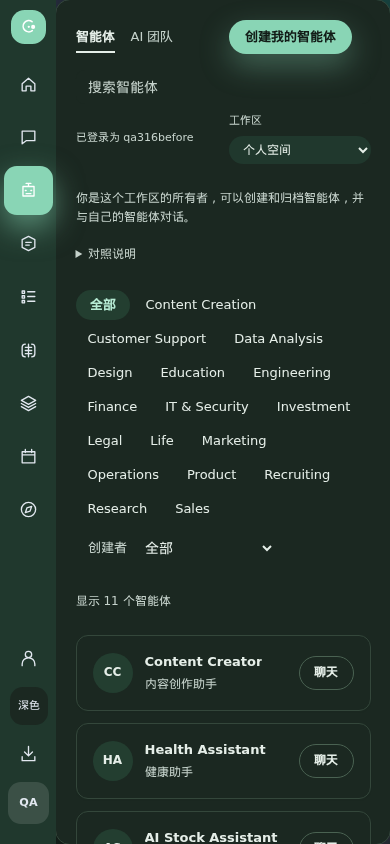 智能体 AI 团队 创建我的智能体
搜索智能体
工作区
已登录为 qa316before
个人空间
你是这个工作区的所有者，可以创建和归档智能体，并
与自己的智能体对话。
▶ 对照说明
全部 Content Creation
Customer Support Data Analysis
Design Education Engineering
Finance IT & Security Investment
Legal Life Marketing
Operations Product Recruiting
Research Sales
创建者 全部
显示 11 个智能体
CC Content Creator 聊天
内容创作助手
HA Health Assistant 聊天
健康助手
AI Stock Assistant
深色
QA